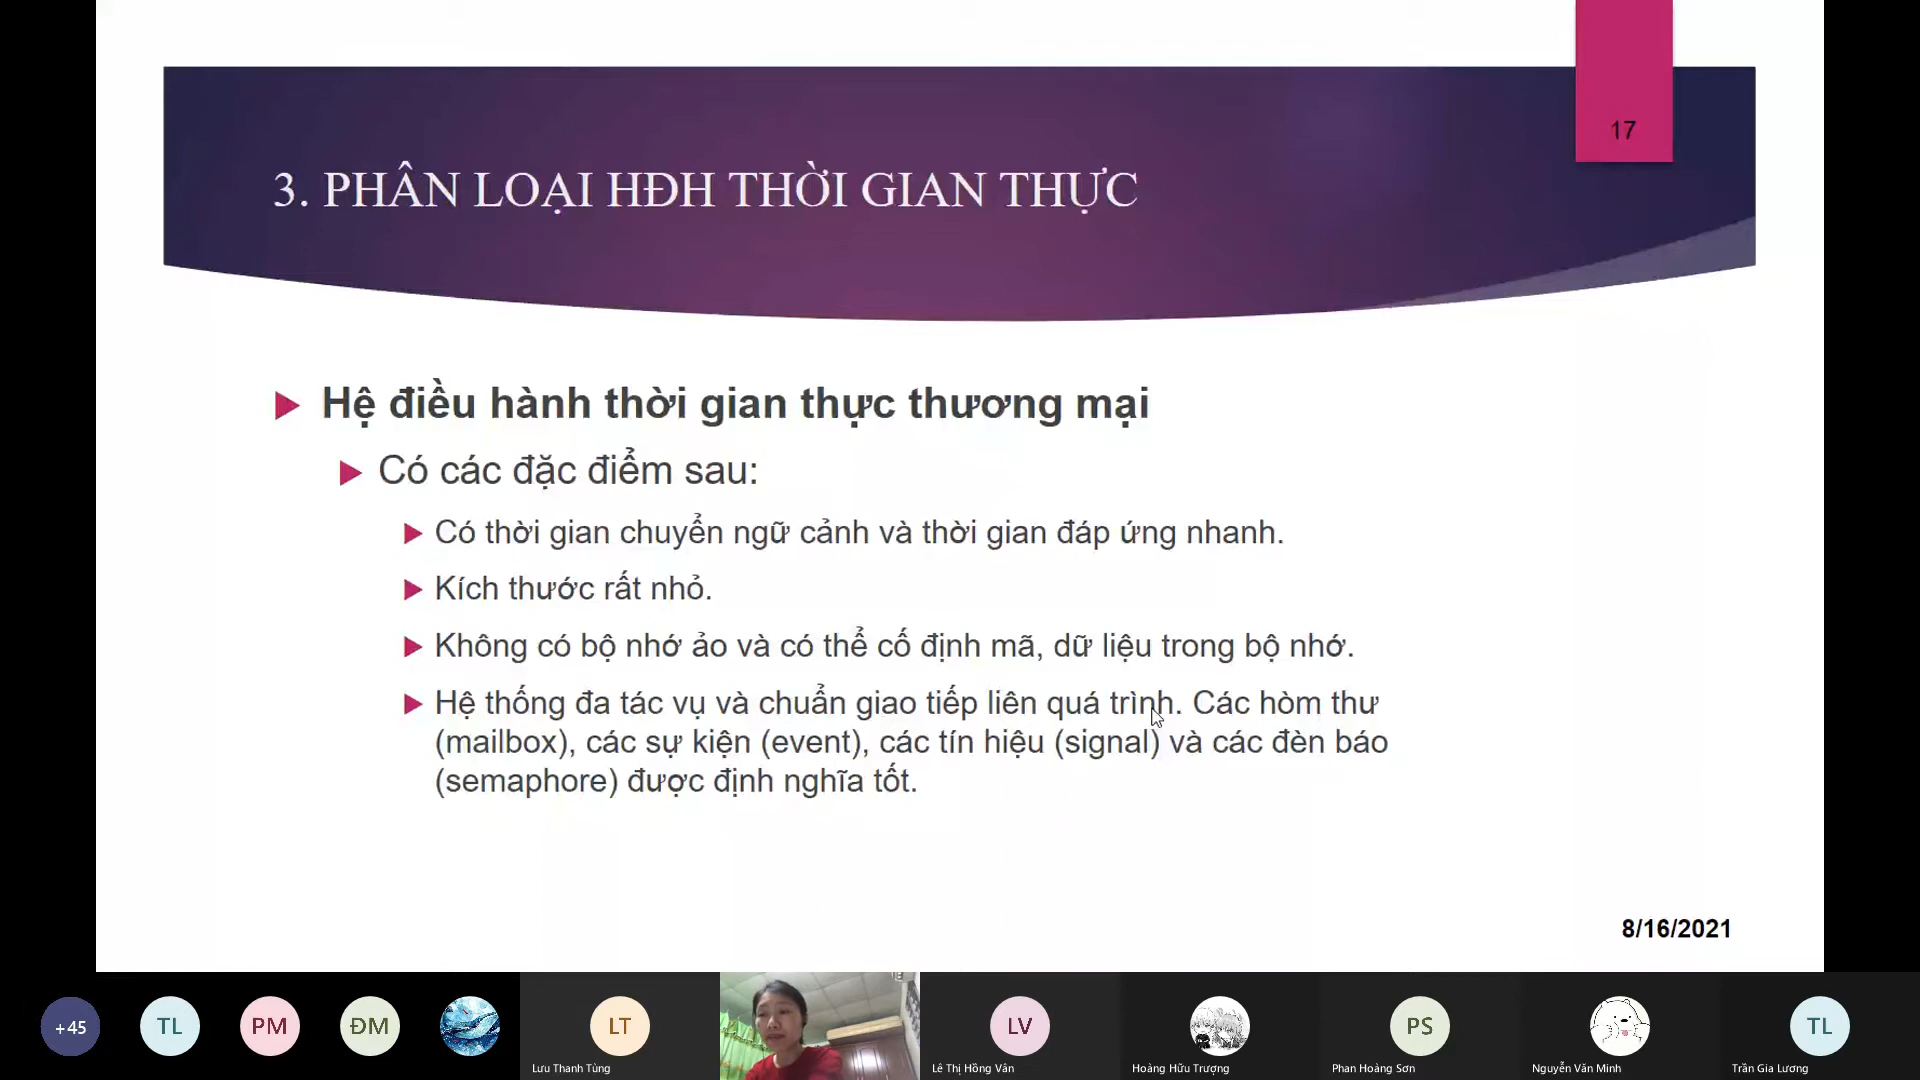 17
3. PHÂN LOẠI HĐH THỜI GIAN THỰC
Hệ điều hành thời gian thực thương mại
Có các đặc điểm sau:
Có thời gian chuyển ngữ cảnh và thời gian đáp ứng nhanh.
Kích thước rất nhỏ.
Không có bộ nhớ ảo và có thể cố định mã, dữ liệu trong bộ nhớ.
Hệ thống đa tác vụ và chuẩn giao tiếp liên quá trình. Các hòm thư
(mailbox), các sự kiện (event), các tín hiệu (signal) và các đèn báo
(semaphore) được định nghĩa tốt.
8/16/2021
+45
TL
PM
ĐM
LT
LV
PS
TL
Lưu Thanh Tùng
Lê Thị Hồng Vân
Hoàng Hữu Trượng
Phan Hoàng Sơn
Nguyễn Văn Minh
Trần Gia Lương